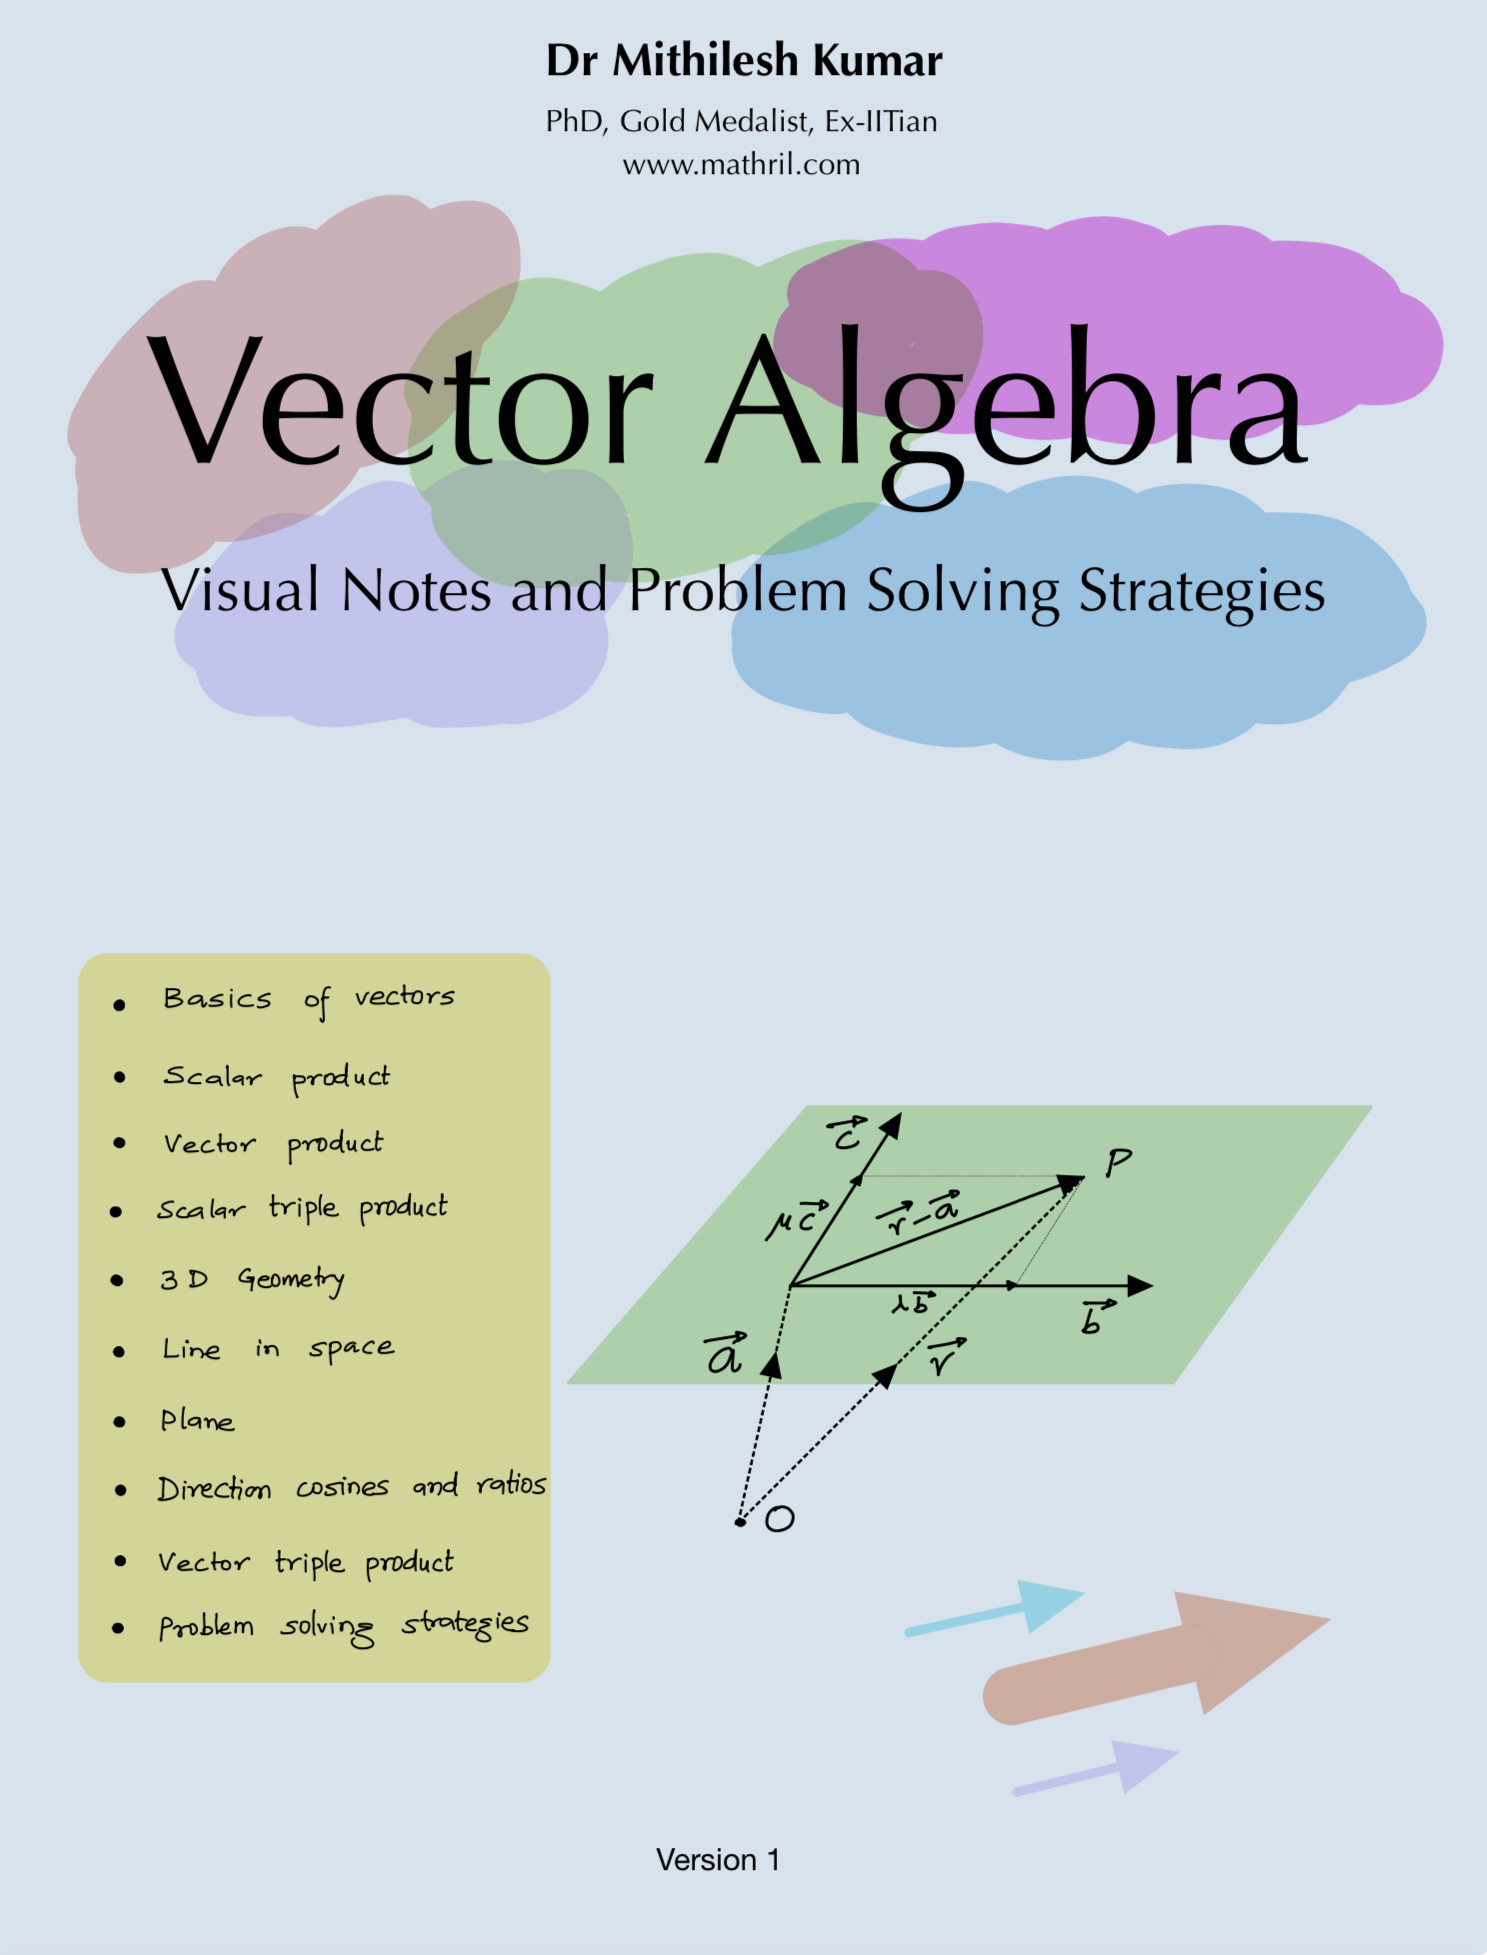 Dr Mithilesh Kumar
PhD, Gold Medalist, Ex-IITian
www.mathril.com
Vector Algebra
Visual Notes and Problem Solving Strategies
• Basics of vectors
• Scalar product
• Vector product
• Scalar triple product
• 3D Geometry
• Line in space
• Plane
• Direction cosines and ratios
• Vector triple product
• Problem solving strategies
c⃗
P
μc⃗
r⃗-a⃗
λb⃗
b⃗
a⃗
r⃗
O
Version 1